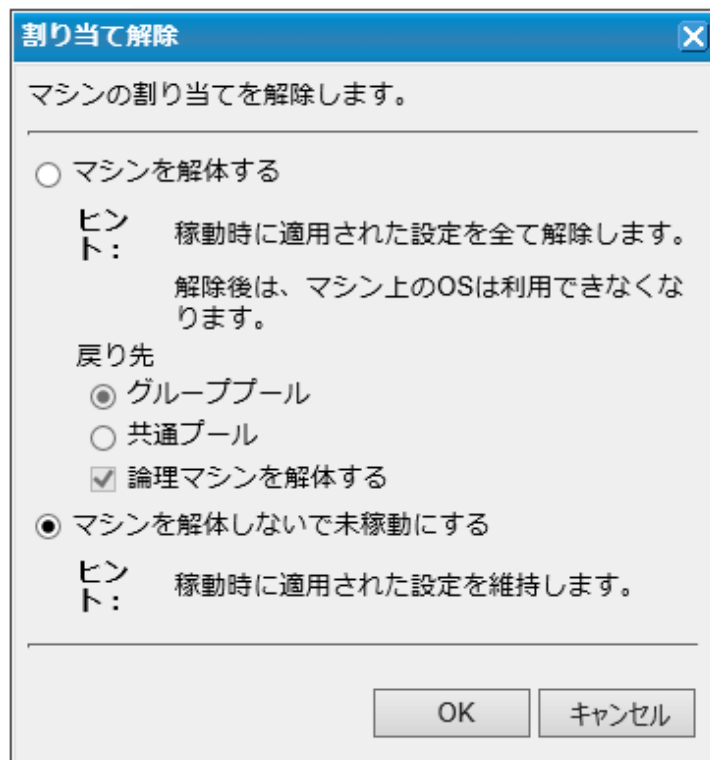 割り当て解除
マシンの割り当てを解除します。
マシンを解体する
ヒン
ト：
稼動時に適用された設定を全て解除します。
解除後は、マシン上のOSは利用できなくな
ります。
戻り先
グループプール
共通プール
論理マシンを解体する
マシンを解体しないで未稼動にする
ヒン
ト：
稼動時に適用された設定を維持します。
OK
キャンセル